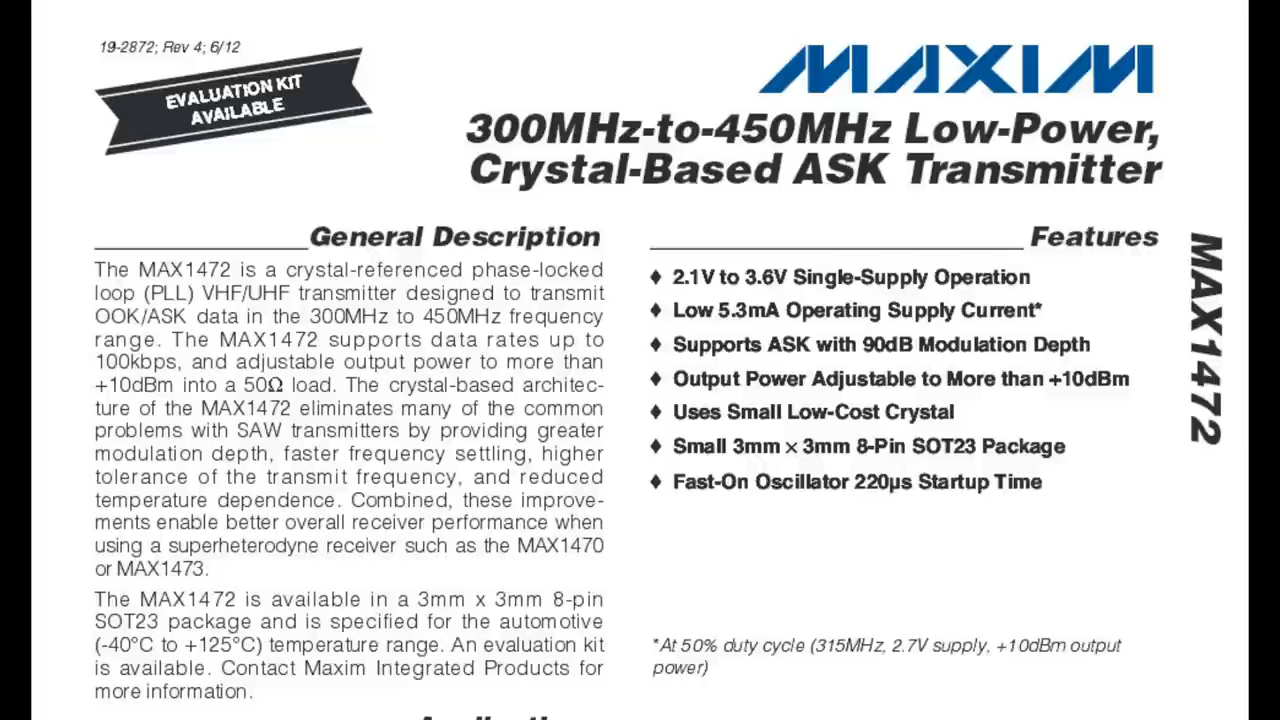 19-2872; Rev 4; 6/12
EVALUATION KIT
AVAILABLE
MAXIM
300MHz-to-450MHz Low-Power,
Crystal-Based ASK Transmitter
General Description
The MAX1472 is a crystal-referenced phase-locked
loop (PLL) VHF/UHF transmitter designed to transmit
OOK/ASK data in the 300MHz to 450MHz frequency
range. The MAX1472 supports data rates up to
100kbps, and adjustable output power to more than
+10dBm into a 50Ω load. The crystal-based architec-
ture of the MAX1472 eliminates many of the common
problems with SAW transmitters by providing greater
modulation depth, faster frequency settling, higher
tolerance of the transmit frequency, and reduced
temperature dependence. Combined, these improve-
ments enable better overall receiver performance when
using a superheterodyne receiver such as the MAX1470
or MAX1473.
The MAX1472 is available in a 3mm x 3mm 8-pin
SOT23 package and is specified for the automotive
(-40°C to +125°C) temperature range. An evaluation kit
is available. Contact Maxim Integrated Products for
more information.
Features
♦ 2.1V to 3.6V Single-Supply Operation
♦ Low 5.3mA Operating Supply Current*
♦ Supports ASK with 90dB Modulation Depth
♦ Output Power Adjustable to More than +10dBm
♦ Uses Small Low-Cost Crystal
♦ Small 3mm × 3mm 8-Pin SOT23 Package
♦ Fast-On Oscillator 220µs Startup Time
*At 50% duty cycle (315MHz, 2.7V supply, +10dBm output
power)
MAX1472